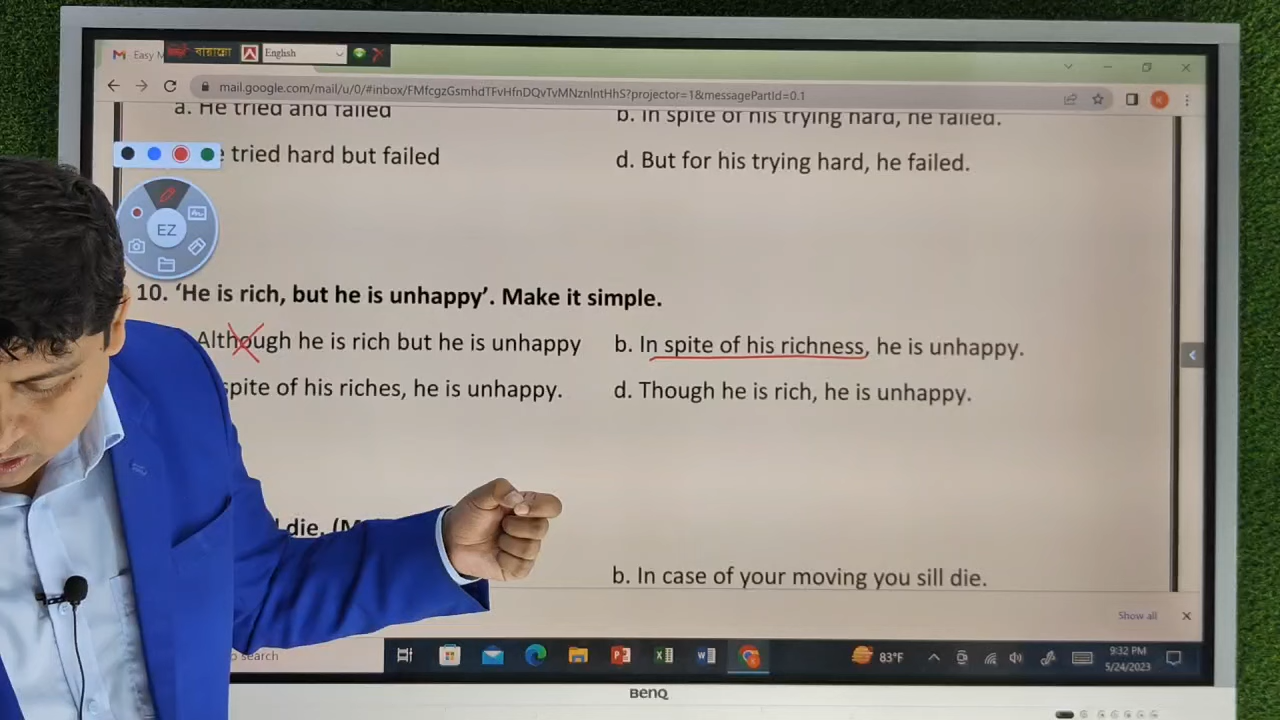 Easy M
বাংলা
English
mail.google.com/mail/u/0/#inbox/FMfcgzGsmhdTFvHfnDQvTvMNznlntHhS?projector=1&messagePartId=0.1
a. He tried and failed
b. In spite of his trying hard, he failed.
tried hard but failed
d. But for his trying hard, he failed.
EZ
10. ‘He is rich, but he is unhappy’. Make it simple.
Although he is rich but he is unhappy
b. In spite of his richness, he is unhappy.
spite of his riches, he is unhappy.
d. Though he is rich, he is unhappy.
die. (M
b. In case of your moving you sill die.
Show all
o search
83°F
9:32 PM
5/24/2023
BenQ